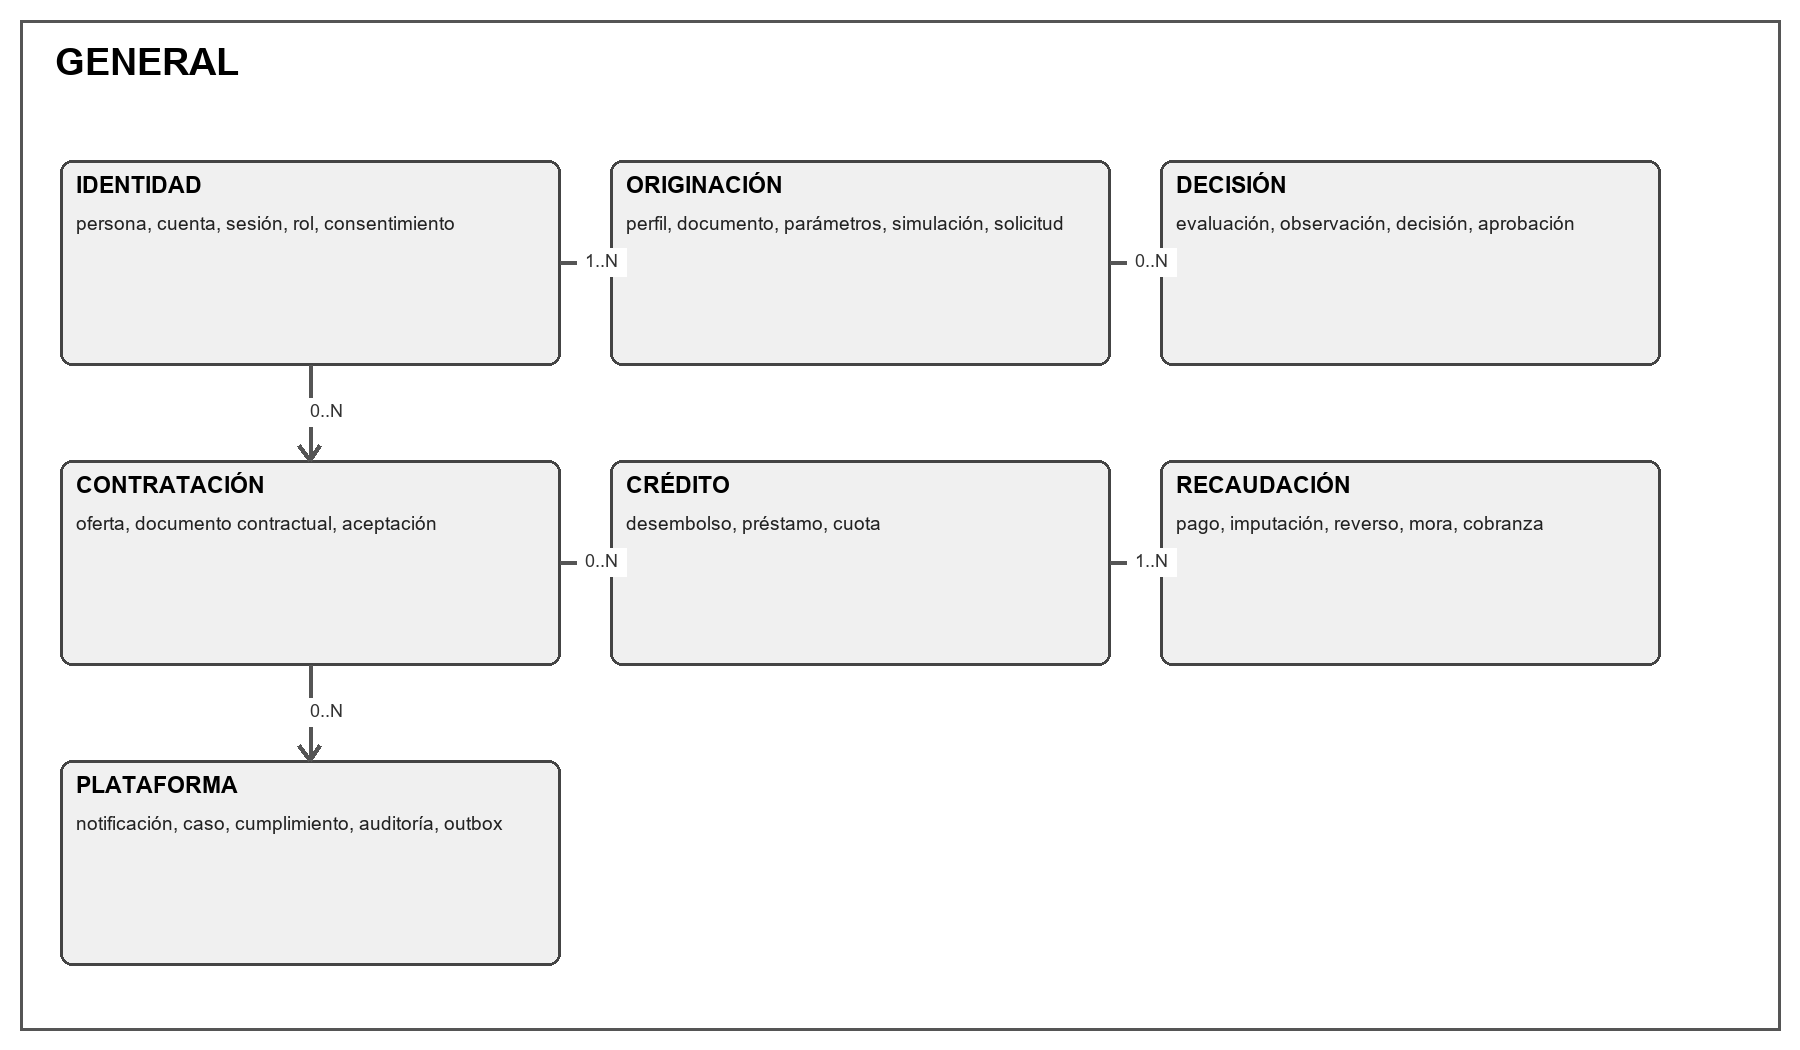 GENERAL
IDENTIDAD
persona, cuenta, sesión, rol, consentimiento
1..N
ORIGINACIÓN
perfil, documento, parámetros, simulación, solicitud
0..N
DECISIÓN
evaluación, observación, decisión, aprobación
0..N
CONTRATACIÓN
oferta, documento contractual, aceptación
0..N
CRÉDITO
desembolso, préstamo, cuota
1..N
RECAUDACIÓN
pago, imputación, reverso, mora, cobranza
0..N
PLATAFORMA
notificación, caso, cumplimiento, auditoría, outbox